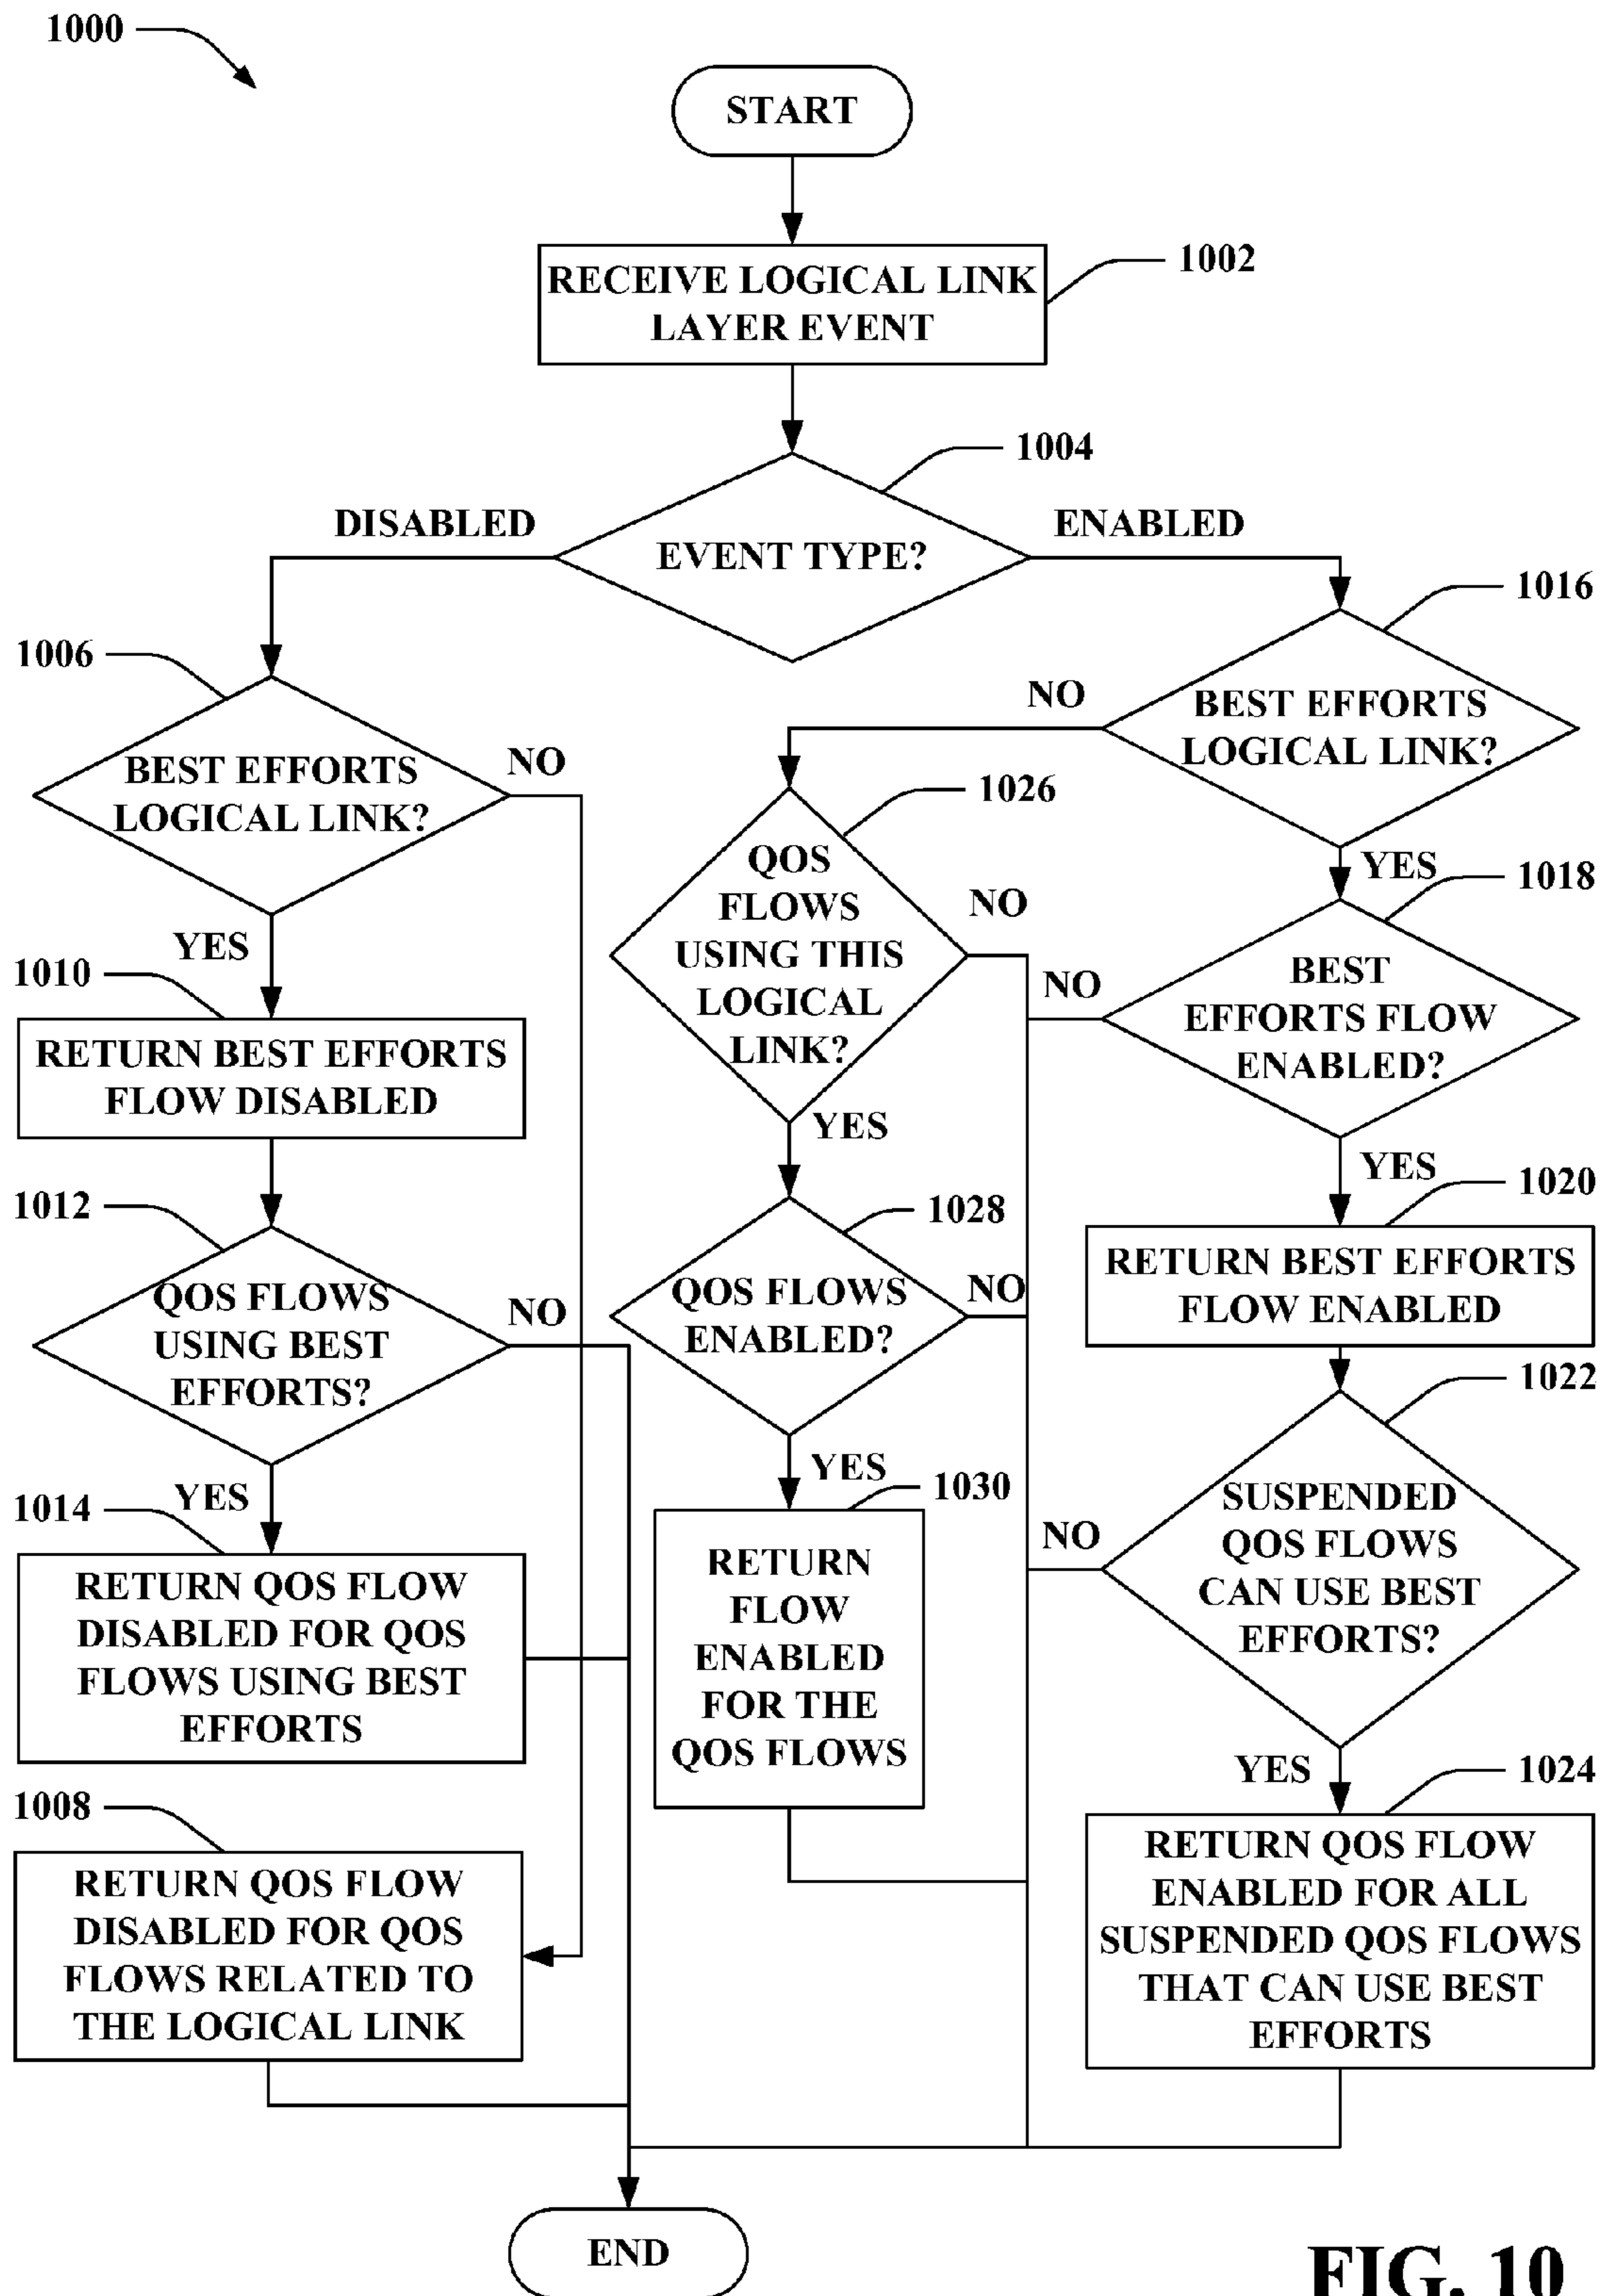 1000
START
RECEIVE LOGICAL LINK
LAYER EVENT
1002
1004
EVENT TYPE?
DISABLED
ENABLED
1006
BEST EFFORTS
LOGICAL LINK?
NO
YES
1010
RETURN BEST EFFORTS
FLOW DISABLED
1012
QOS FLOWS
USING BEST
EFFORTS?
NO
YES
1014
RETURN QOS FLOW
DISABLED FOR QOS
FLOWS USING BEST
EFFORTS
1008
RETURN QOS FLOW
DISABLED FOR QOS
FLOWS RELATED TO
THE LOGICAL LINK
1016
BEST EFFORTS
LOGICAL LINK?
NO
YES
1026
QOS
FLOWS
USING THIS
LOGICAL
LINK?
NO
YES
1028
QOS FLOWS
ENABLED?
NO
YES
1030
RETURN
FLOW
ENABLED
FOR THE
QOS FLOWS
1018
BEST
EFFORTS FLOW
ENABLED?
NO
YES
1020
RETURN BEST EFFORTS
FLOW ENABLED
1022
SUSPENDED
QOS FLOWS
CAN USE BEST
EFFORTS?
NO
YES
1024
RETURN QOS FLOW
ENABLED FOR ALL
SUSPENDED QOS FLOWS
THAT CAN USE BEST
EFFORTS
END
FIG. 10